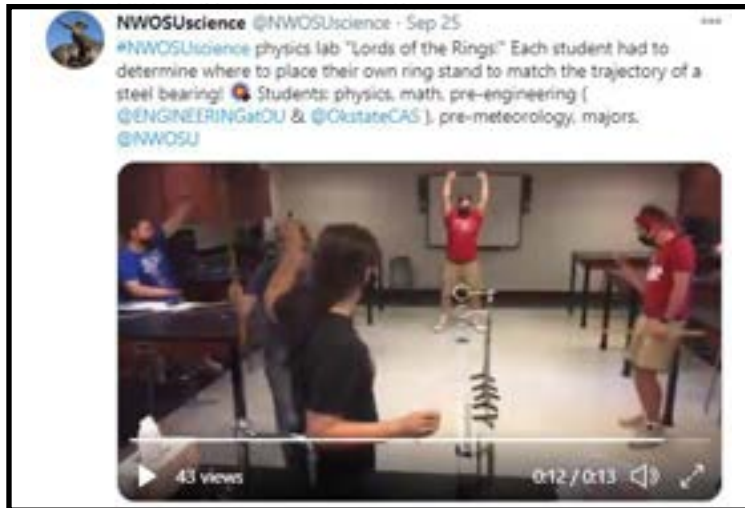 NWOSUscience @NWOSUscience · Sep 25
#NWOSUscience physics lab "Lords of the Rings!" Each student had to
determine where to place their own ring stand to match the trajectory of a
steel bearing! Students: physics, math, pre-engineering (
@ENGINEERINGatOU & @OkstateCAS ), pre-meteorology, majors.
@NWOSU
43 views
0:12 / 0:13